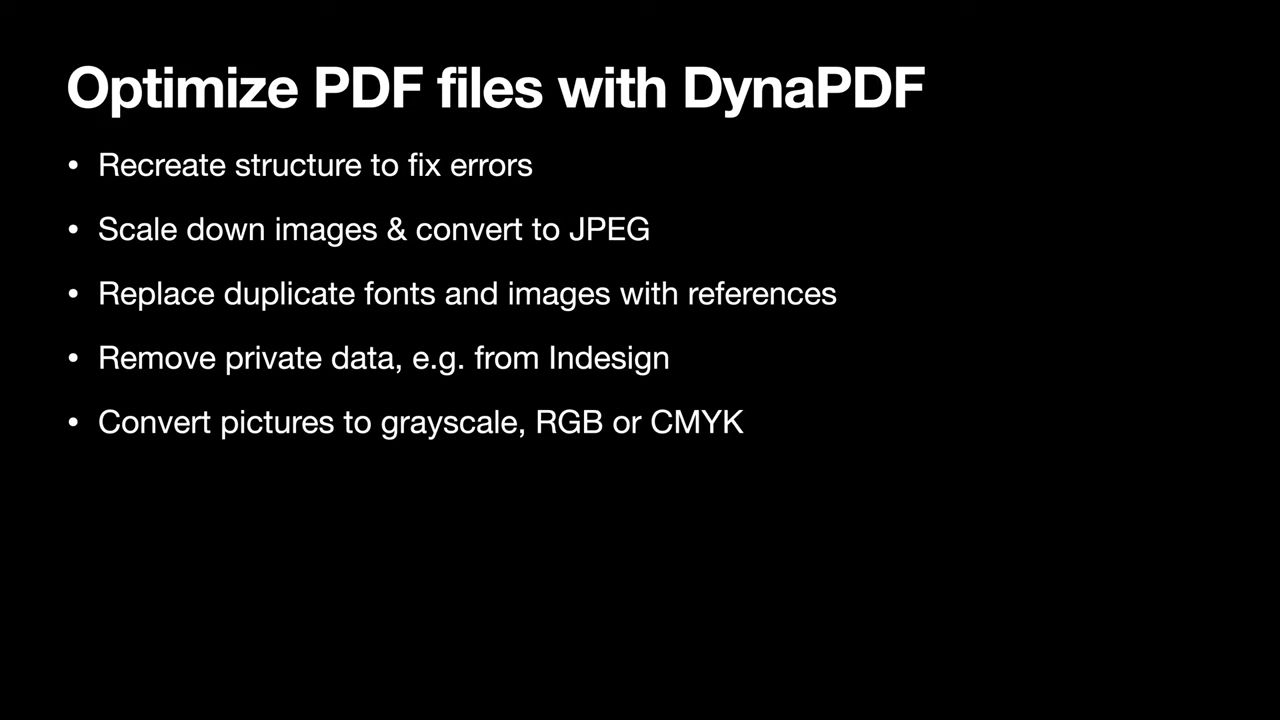 Optimize PDF files with DynaPDF
• Recreate structure to fix errors
• Scale down images & convert to JPEG
• Replace duplicate fonts and images with references
• Remove private data, e.g. from Indesign
• Convert pictures to grayscale, RGB or CMYK